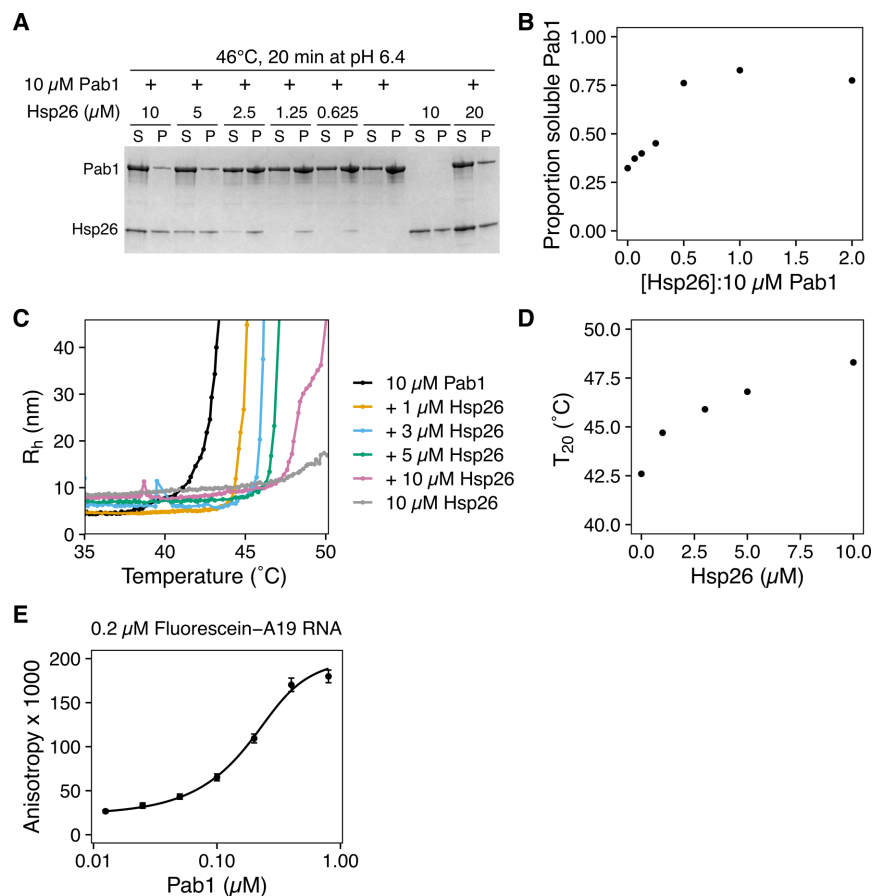 A
46°C, 20 min at pH 6.4
10 µM Pab1 + + + + + + +
Hsp26 (µM) 10 5 2.5 1.25 0.625 10 20
S P S P S P S P S P S P S P S P
Pab1
Hsp26
B
Proportion soluble Pab1
1.00
0.75
0.50
0.25
0.00
0.0 0.5 1.0 1.5 2.0
[Hsp26]:10 µM Pab1
C
R_h (nm)
40
30
20
10
0
35 40 45 50
Temperature (˚C)
10 µM Pab1
+ 1 µM Hsp26
+ 3 µM Hsp26
+ 5 µM Hsp26
+ 10 µM Hsp26
10 µM Hsp26
D
T_20 (˚C)
50.0
47.5
45.0
42.5
40.0
0.0 2.5 5.0 7.5 10.0
Hsp26 (µM)
E
0.2 µM Fluorescein−A19 RNA
Anisotropy x 1000
200
150
100
50
0
0.01 0.10 1.00
Pab1 (µM)